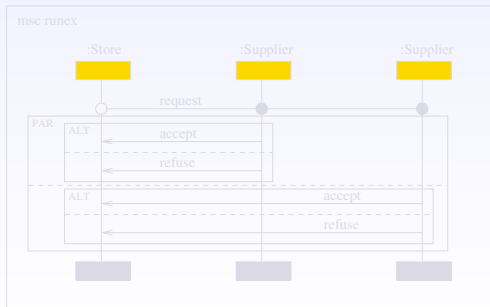 msc runex
:Store :Supplier :Supplier
request
PAR
ALT
accept
refuse
ALT
accept
refuse